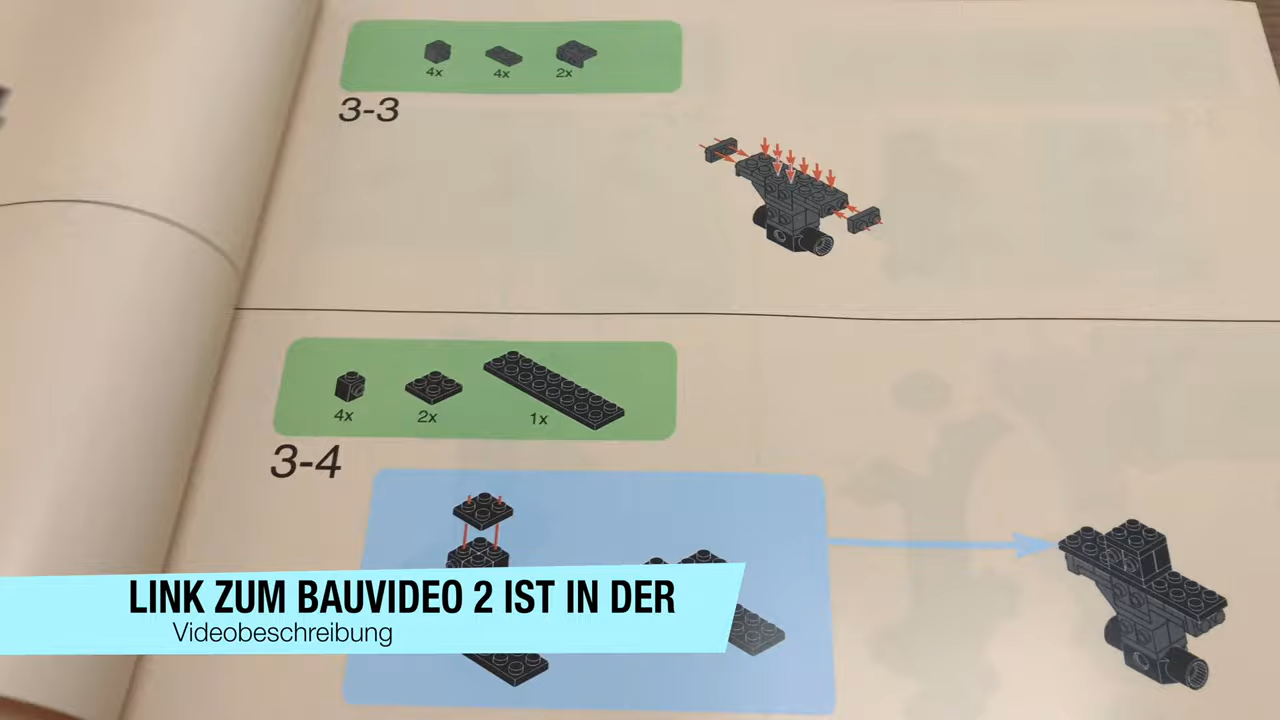 4x 4x 2x
3-3
4x 2x 1x
3-4
LINK ZUM BAUVIDEO 2 IST IN DER
Videobeschreibung